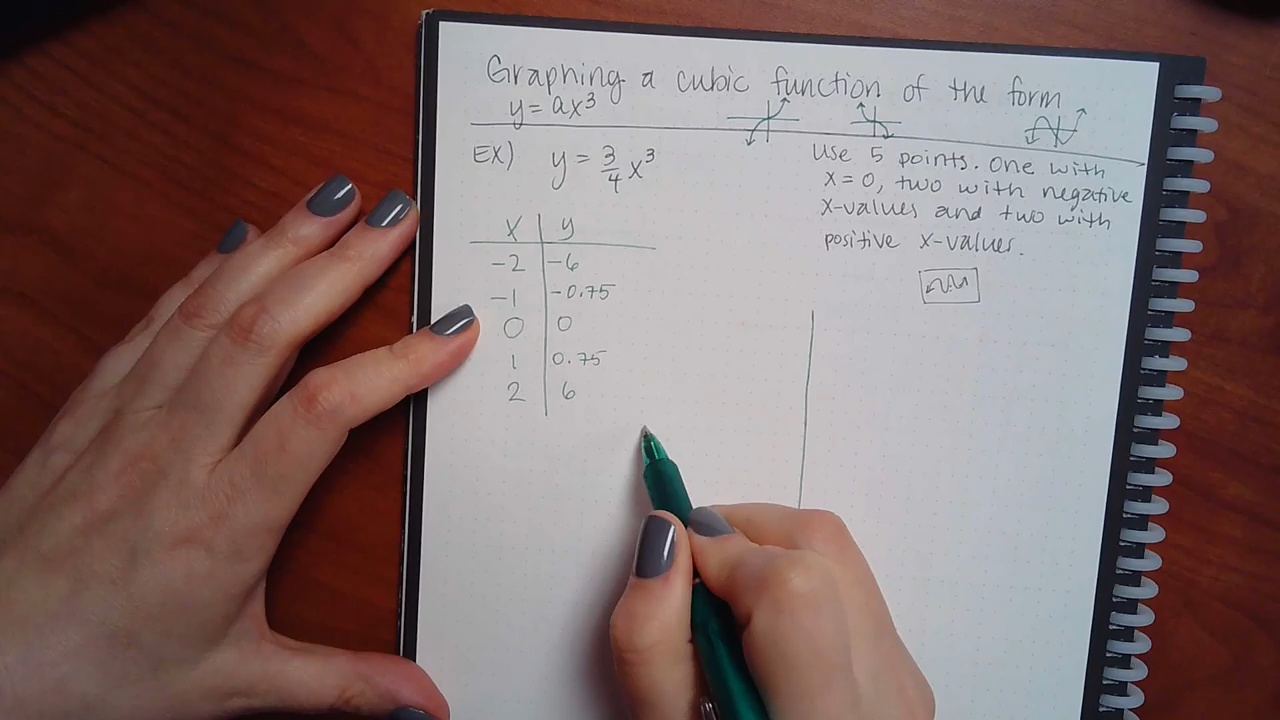 Graphing a cubic function of the form
y = ax³
EX) y = 3/4 x³
Use 5 points. One with
x = 0, two with negative
x-values and two with
positive x-values.
x | y
-2 | -6
-1 | -0.75
0 | 0
1 | 0.75
2 | 6